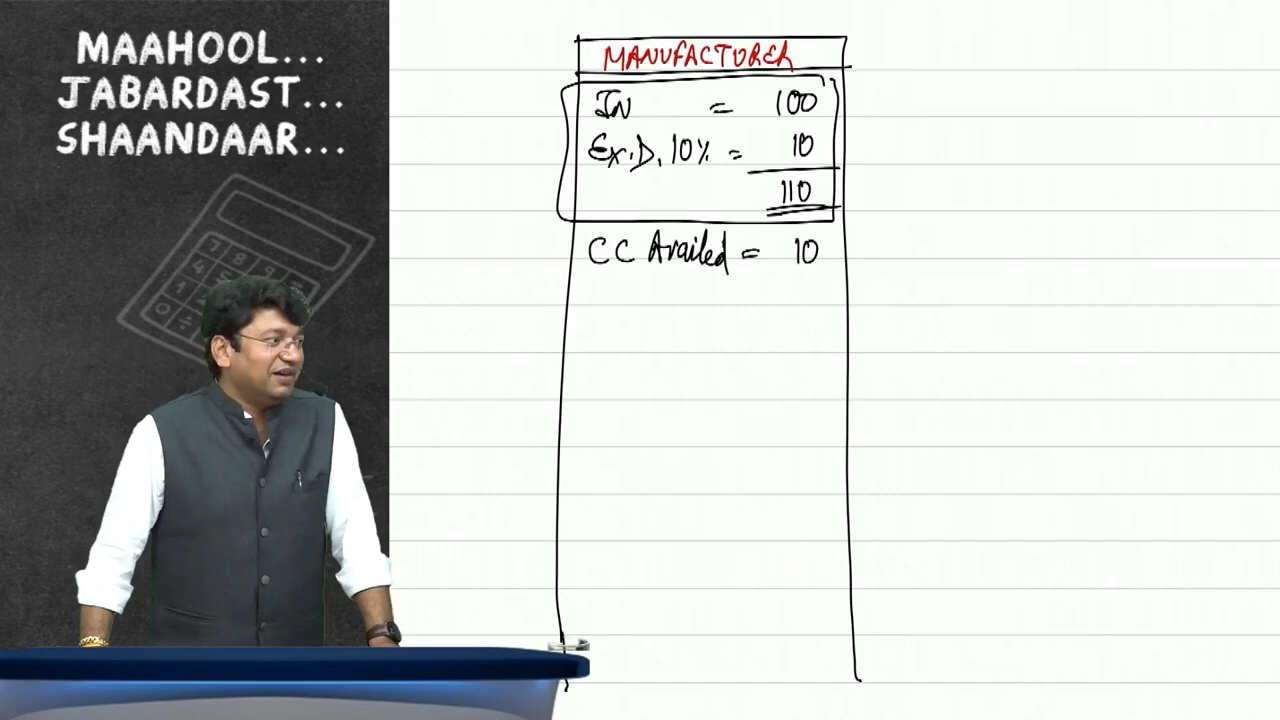 MAAHOOL...
JABARDAST...
SHAANDAAR...
MANUFACTURER
IN = 100
Ex.D. 10% = 10
110
CC Availed = 10